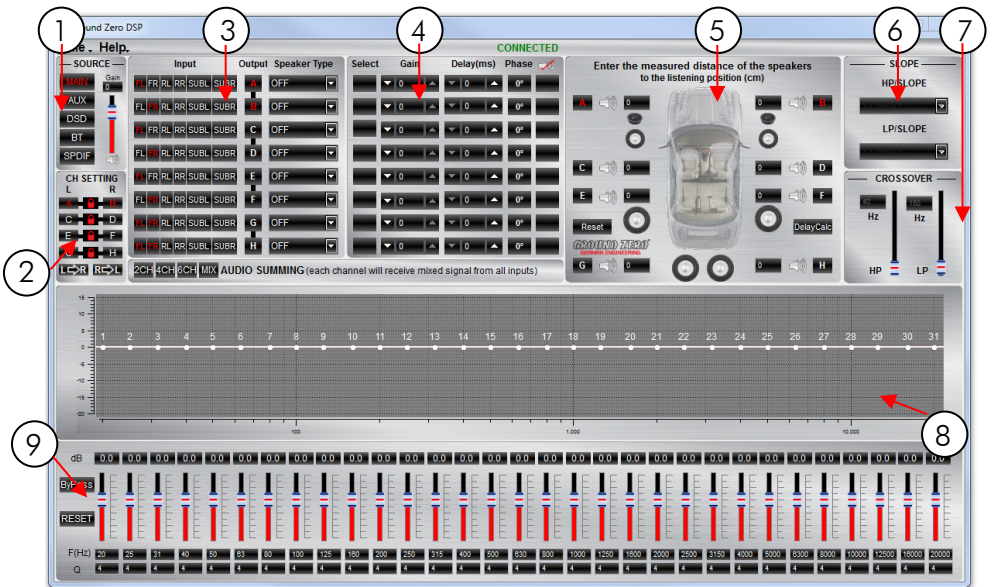 1 3 4 5 6 7
Ground Zero DSP
File Help
CONNECTED
SOURCE
Gain
MAIN 0
AUX
DSD
BT
SPDIF
CH SETTING
L R
A B
C D
E F
G H
L R R L
2
Input Output Speaker Type
FL FR RL RR SUBL SUBR A OFF
FL FR RL RR SUBL SUBR B OFF
FL FR RL RR SUBL SUBR C OFF
FL FR RL RR SUBL SUBR D OFF
FL FR RL RR SUBL SUBR E OFF
FL FR RL RR SUBL SUBR F OFF
FL FR RL RR SUBL SUBR G OFF
FL FR RL RR SUBL SUBR H OFF
Select Gain Delay(ms) Phase
0 0 0°
0 0 0°
0 0 0°
0 0 0°
0 0 0°
0 0 0°
0 0 0°
0 0 0°
2CH 4CH 6CH MIX AUDIO SUMMING (each channel will receive mixed signal from all inputs)
Enter the measured distance of the speakers
to the listening position (cm)
A 0 0 B
C 0 0 D
E 0 0 F
Reset DelayCalc
GROUND ZERO
GERMAN ENGINEERING
G 0 0 H
SLOPE
HP/SLOPE
LP/SLOPE
CROSSOVER
40 150
Hz Hz
HP LP
15
10
5
0
-5
-10
-15
-20
1 2 3 4 5 6 7 8 9 10 11 12 13 14 15 16 17 18 19 20 21 22 23 24 25 26 27 28 29 30 31
100 1.000 10.000
8
9
dB 0.0 0.0 0.0 0.0 0.0 0.0 0.0 0.0 0.0 0.0 0.0 0.0 0.0 0.0 0.0 0.0 0.0 0.0 0.0 0.0 0.0 0.0 0.0 0.0 0.0 0.0 0.0 0.0 0.0 0.0 0.0
ByPass
RESET
F(Hz) 20 25 31 40 50 63 80 100 125 160 200 250 315 400 500 630 800 1000 1250 1600 2000 2500 3150 4000 5000 6300 8000 10000 12500 16000 20000
Q 4 4 4 4 4 4 4 4 4 4 4 4 4 4 4 4 4 4 4 4 4 4 4 4 4 4 4 4 4 4 4